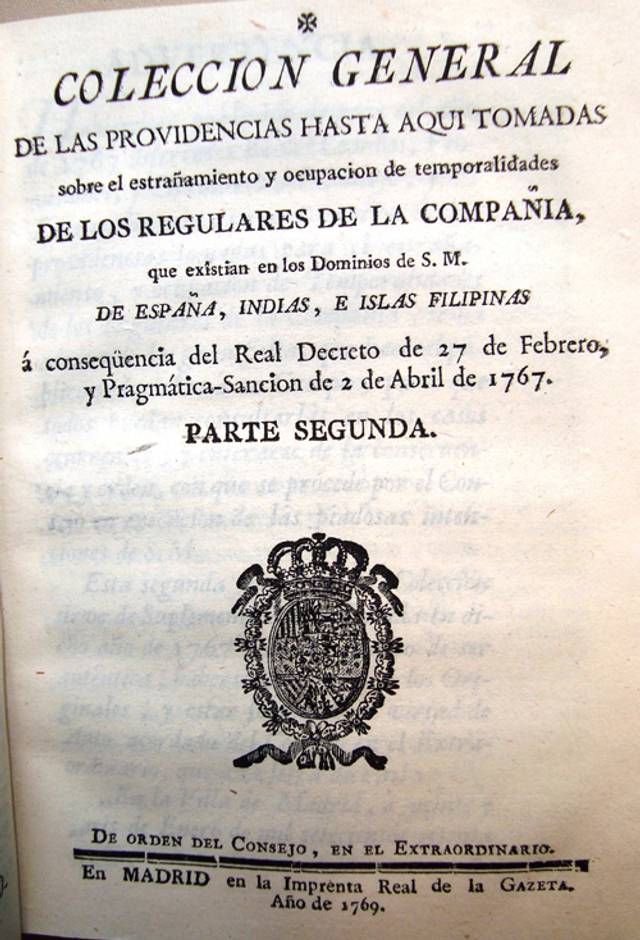 COLECCION GENERAL
DE LAS PROVIDENCIAS HASTA AQUI TOMADAS
sobre el estrañamiento y ocupacion de temporalidades
DE LOS REGULARES DE LA COMPAÑIA,
que existian en los Dominios de S. M.
DE ESPAÑA, INDIAS, E ISLAS FILIPINAS
á conseqüencia del Real Decreto de 27 de Febrero,
y Pragmática-Sancion de 2 de Abril de 1767.
PARTE SEGUNDA.
DE ORDEN DEL CONSEJO, EN EL EXTRAORDINARIO.
En MADRID en la Imprenta Real de la GAZETA.
Año de 1769.